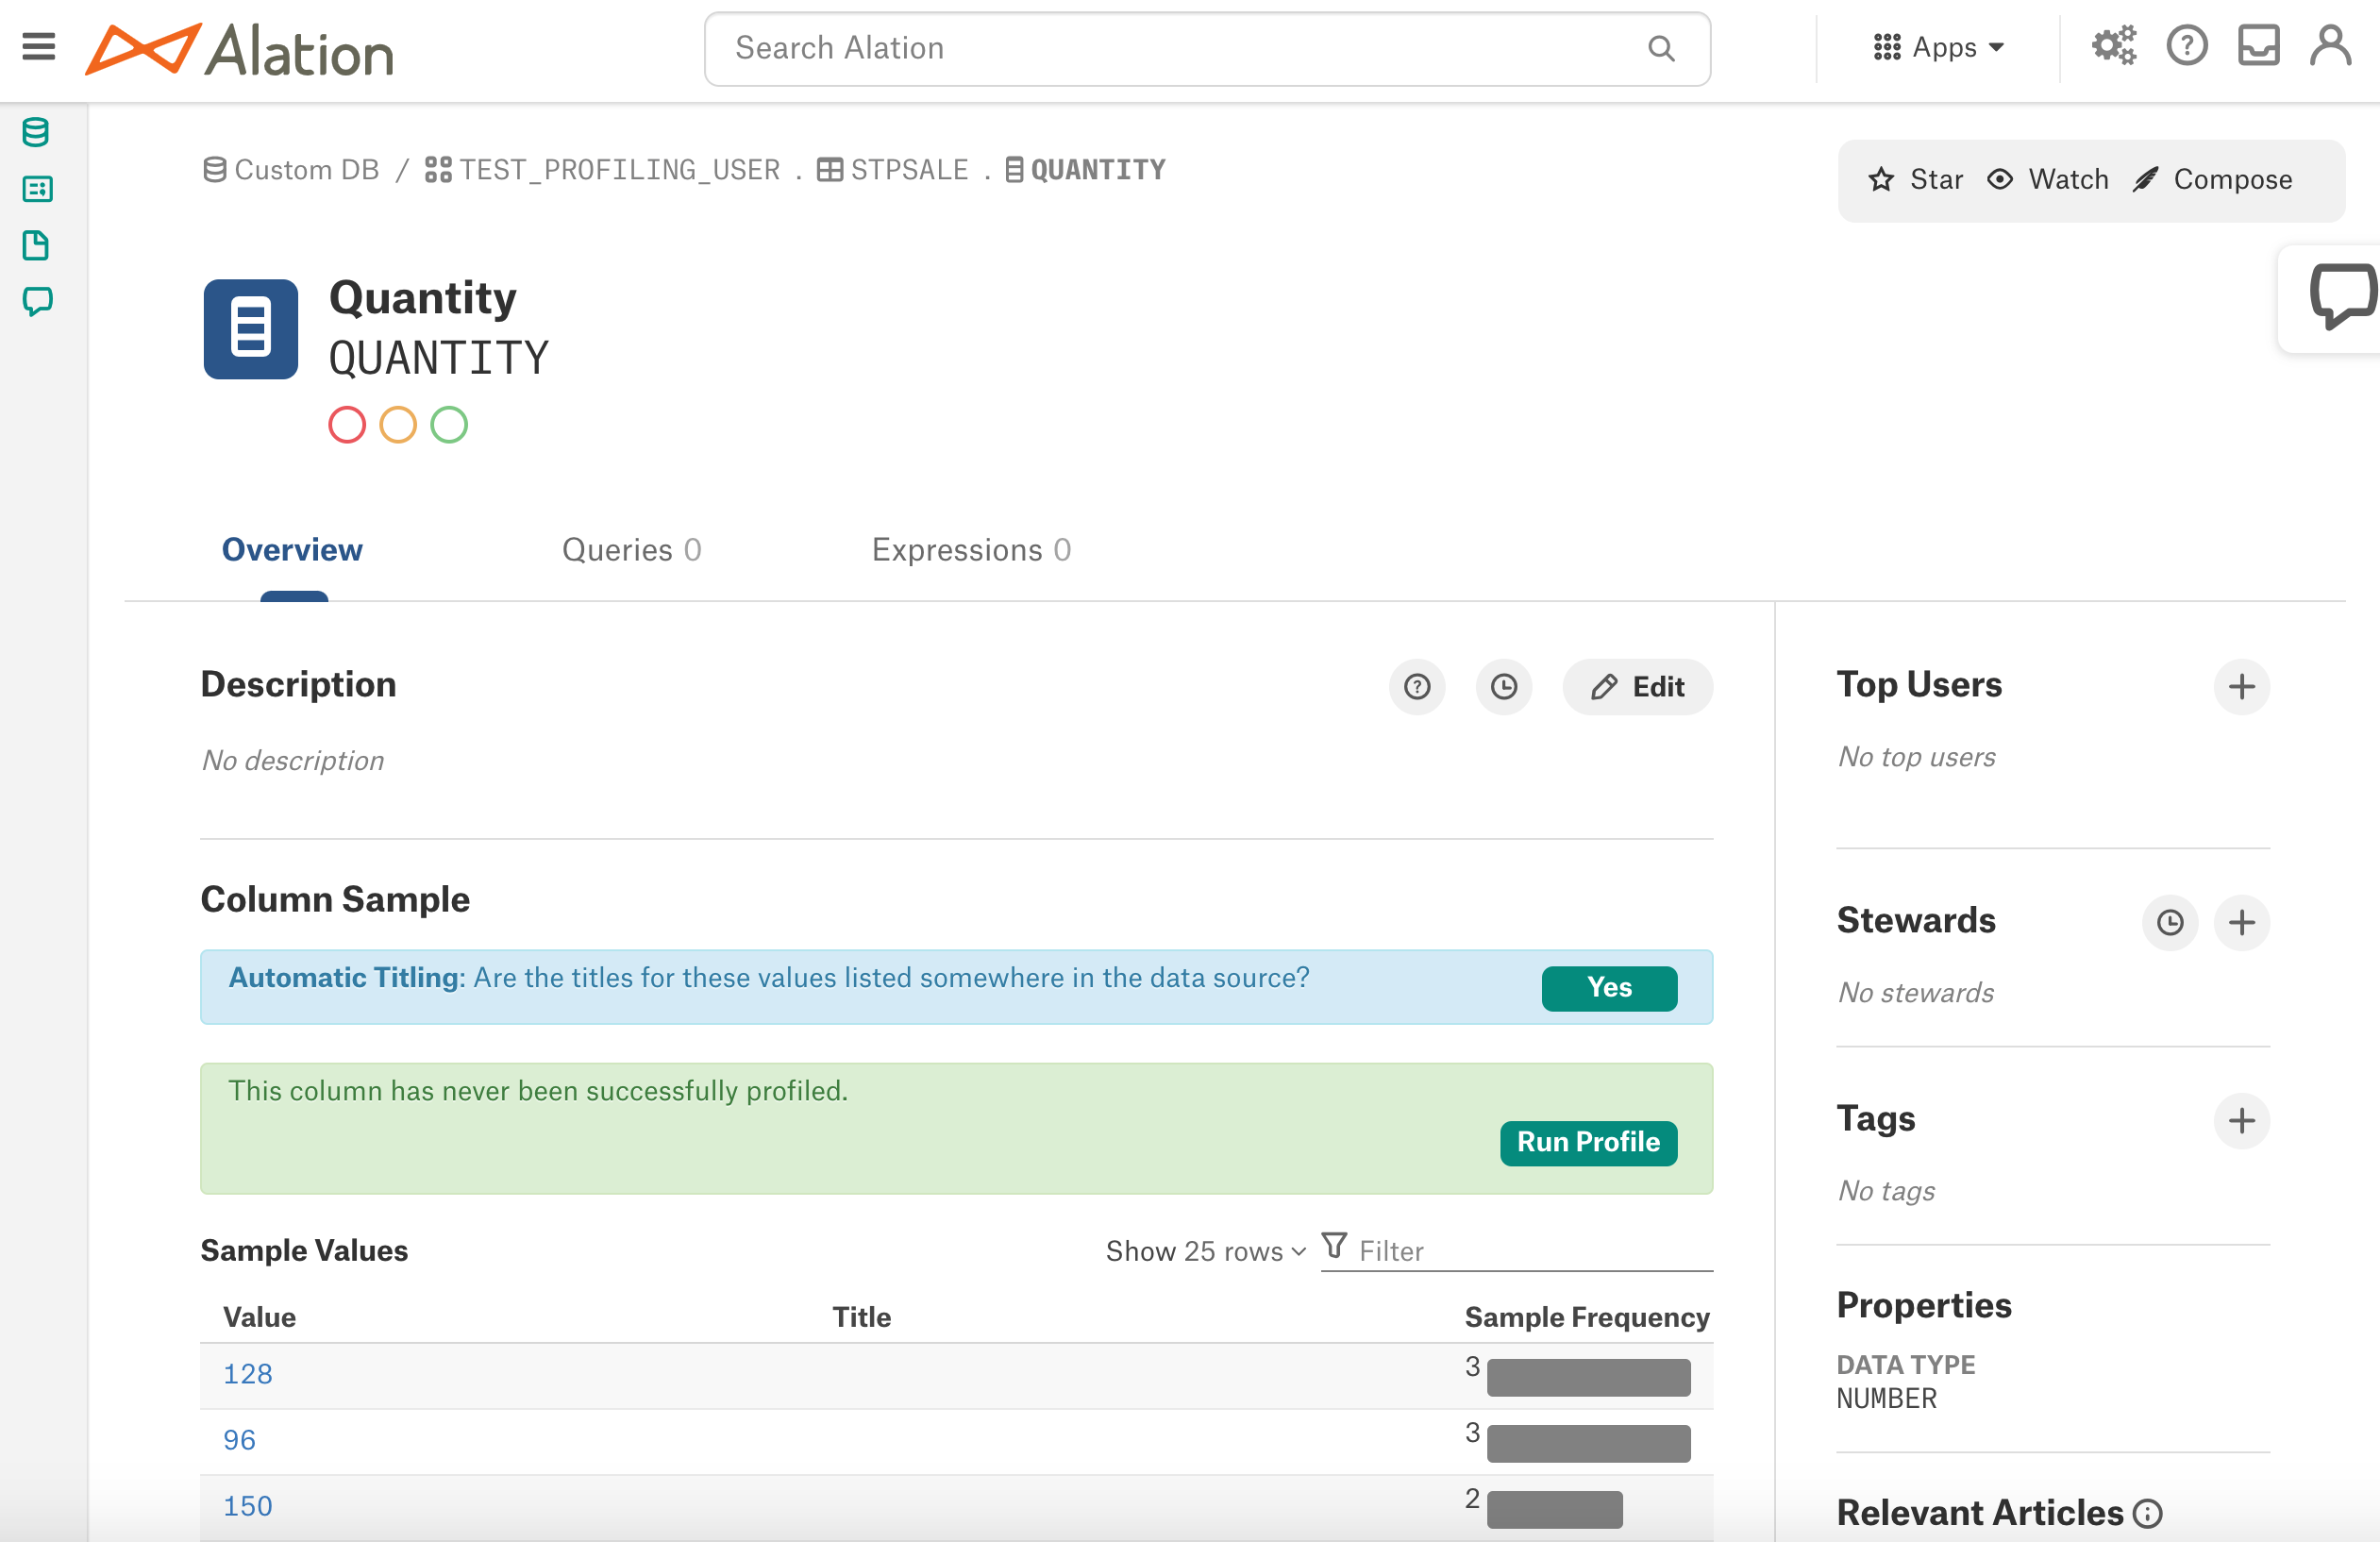 Alation
Search Alation
Apps
Custom DB / TEST_PROFILING_USER . STPSALE . QUANTITY
Star Watch Compose
Quantity
QUANTITY
Overview Queries 0 Expressions 0
Description
Edit
No description
Column Sample
Automatic Titling: Are the titles for these values listed somewhere in the data source?
Yes
This column has never been successfully profiled.
Run Profile
Sample Values
Show 25 rows
Filter
Value Title Sample Frequency
128 3
96 3
150 2
Top Users
No top users
Stewards
No stewards
Tags
No tags
Properties
DATA TYPE
NUMBER
Relevant Articles